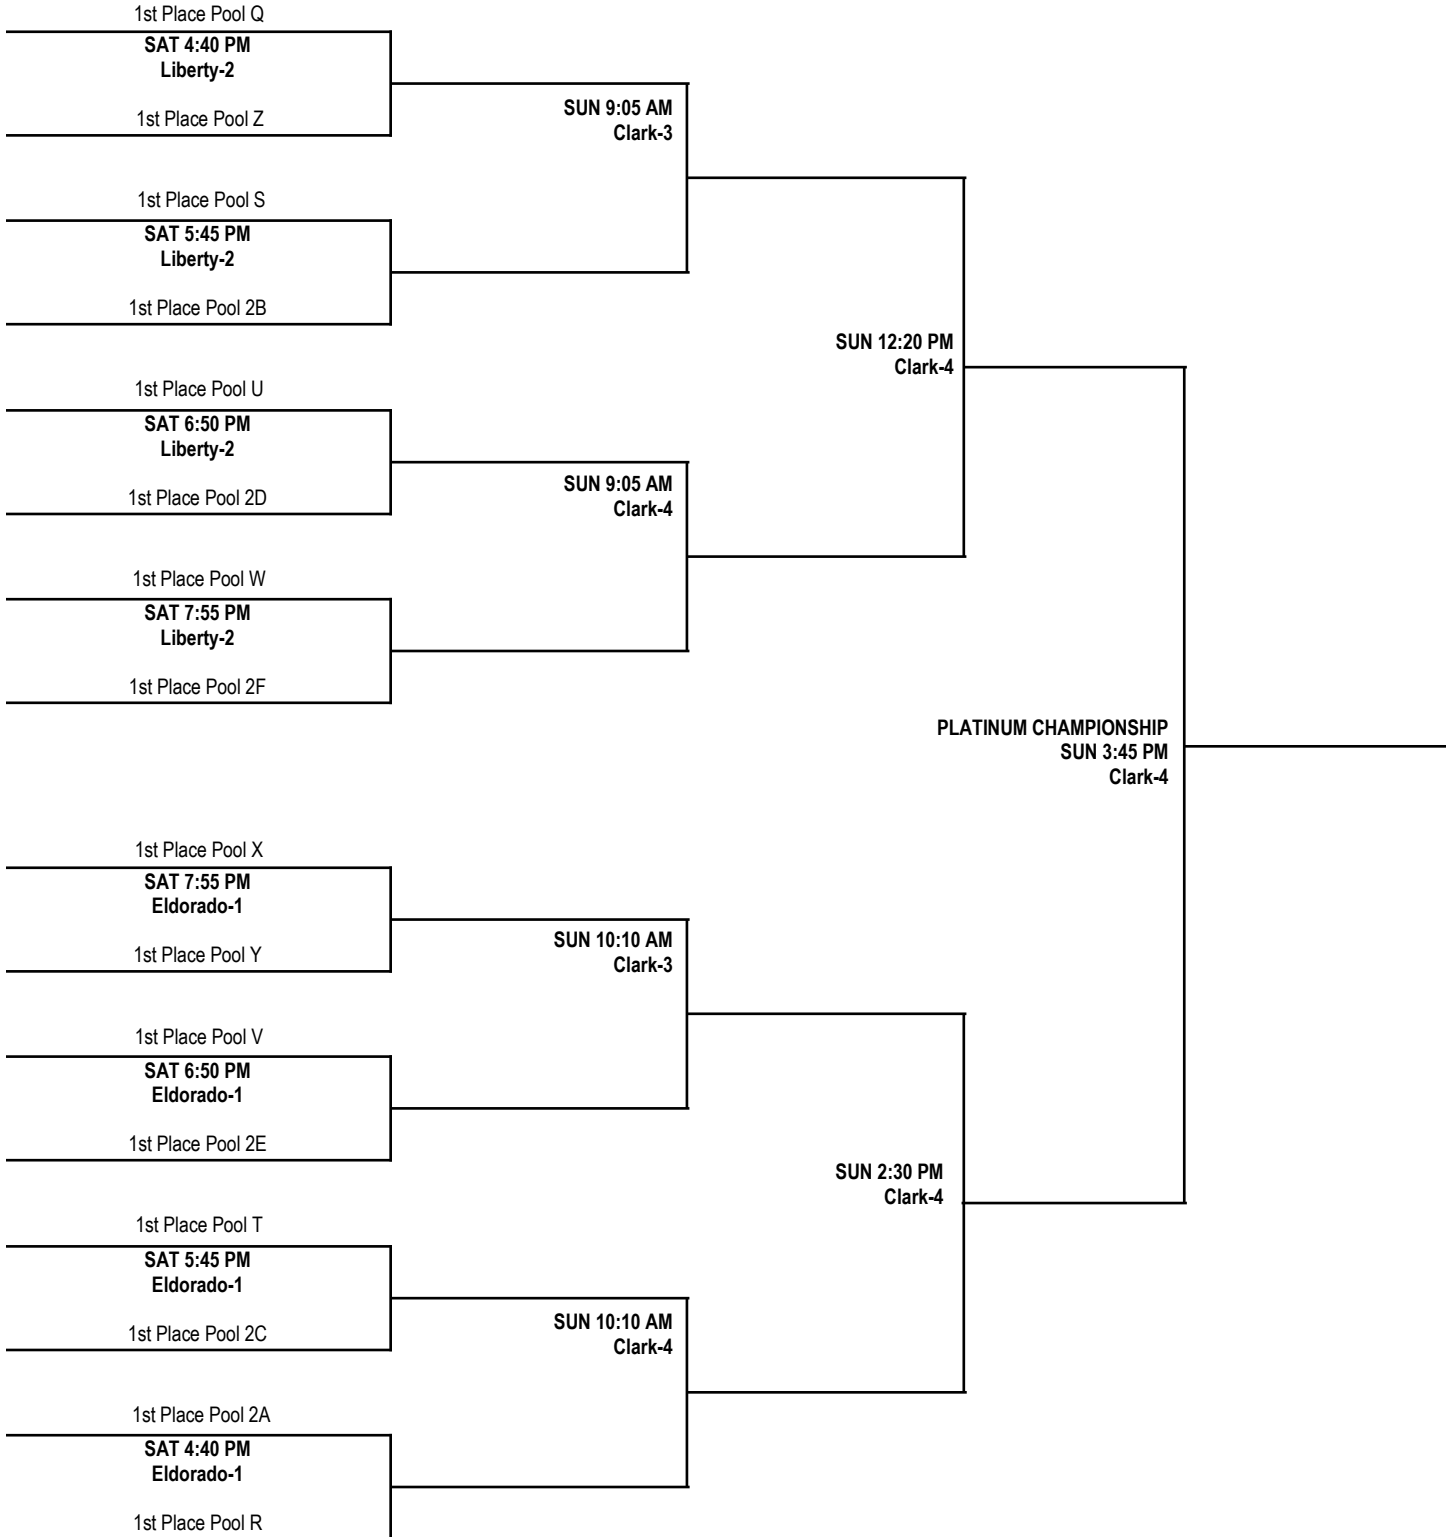 1st Place Pool Q
SAT 4:40 PM
Liberty-2
1st Place Pool Z
SUN 9:05 AM
Clark-3
1st Place Pool S
SAT 5:45 PM
Liberty-2
1st Place Pool 2B
SUN 12:20 PM
Clark-4
1st Place Pool U
SAT 6:50 PM
Liberty-2
1st Place Pool 2D
SUN 9:05 AM
Clark-4
1st Place Pool W
SAT 7:55 PM
Liberty-2
1st Place Pool 2F
PLATINUM CHAMPIONSHIP
SUN 3:45 PM
Clark-4
1st Place Pool X
SAT 7:55 PM
Eldorado-1
1st Place Pool Y
SUN 10:10 AM
Clark-3
1st Place Pool V
SAT 6:50 PM
Eldorado-1
1st Place Pool 2E
SUN 2:30 PM
Clark-4
1st Place Pool T
SAT 5:45 PM
Eldorado-1
1st Place Pool 2C
SUN 10:10 AM
Clark-4
1st Place Pool 2A
SAT 4:40 PM
Eldorado-1
1st Place Pool R